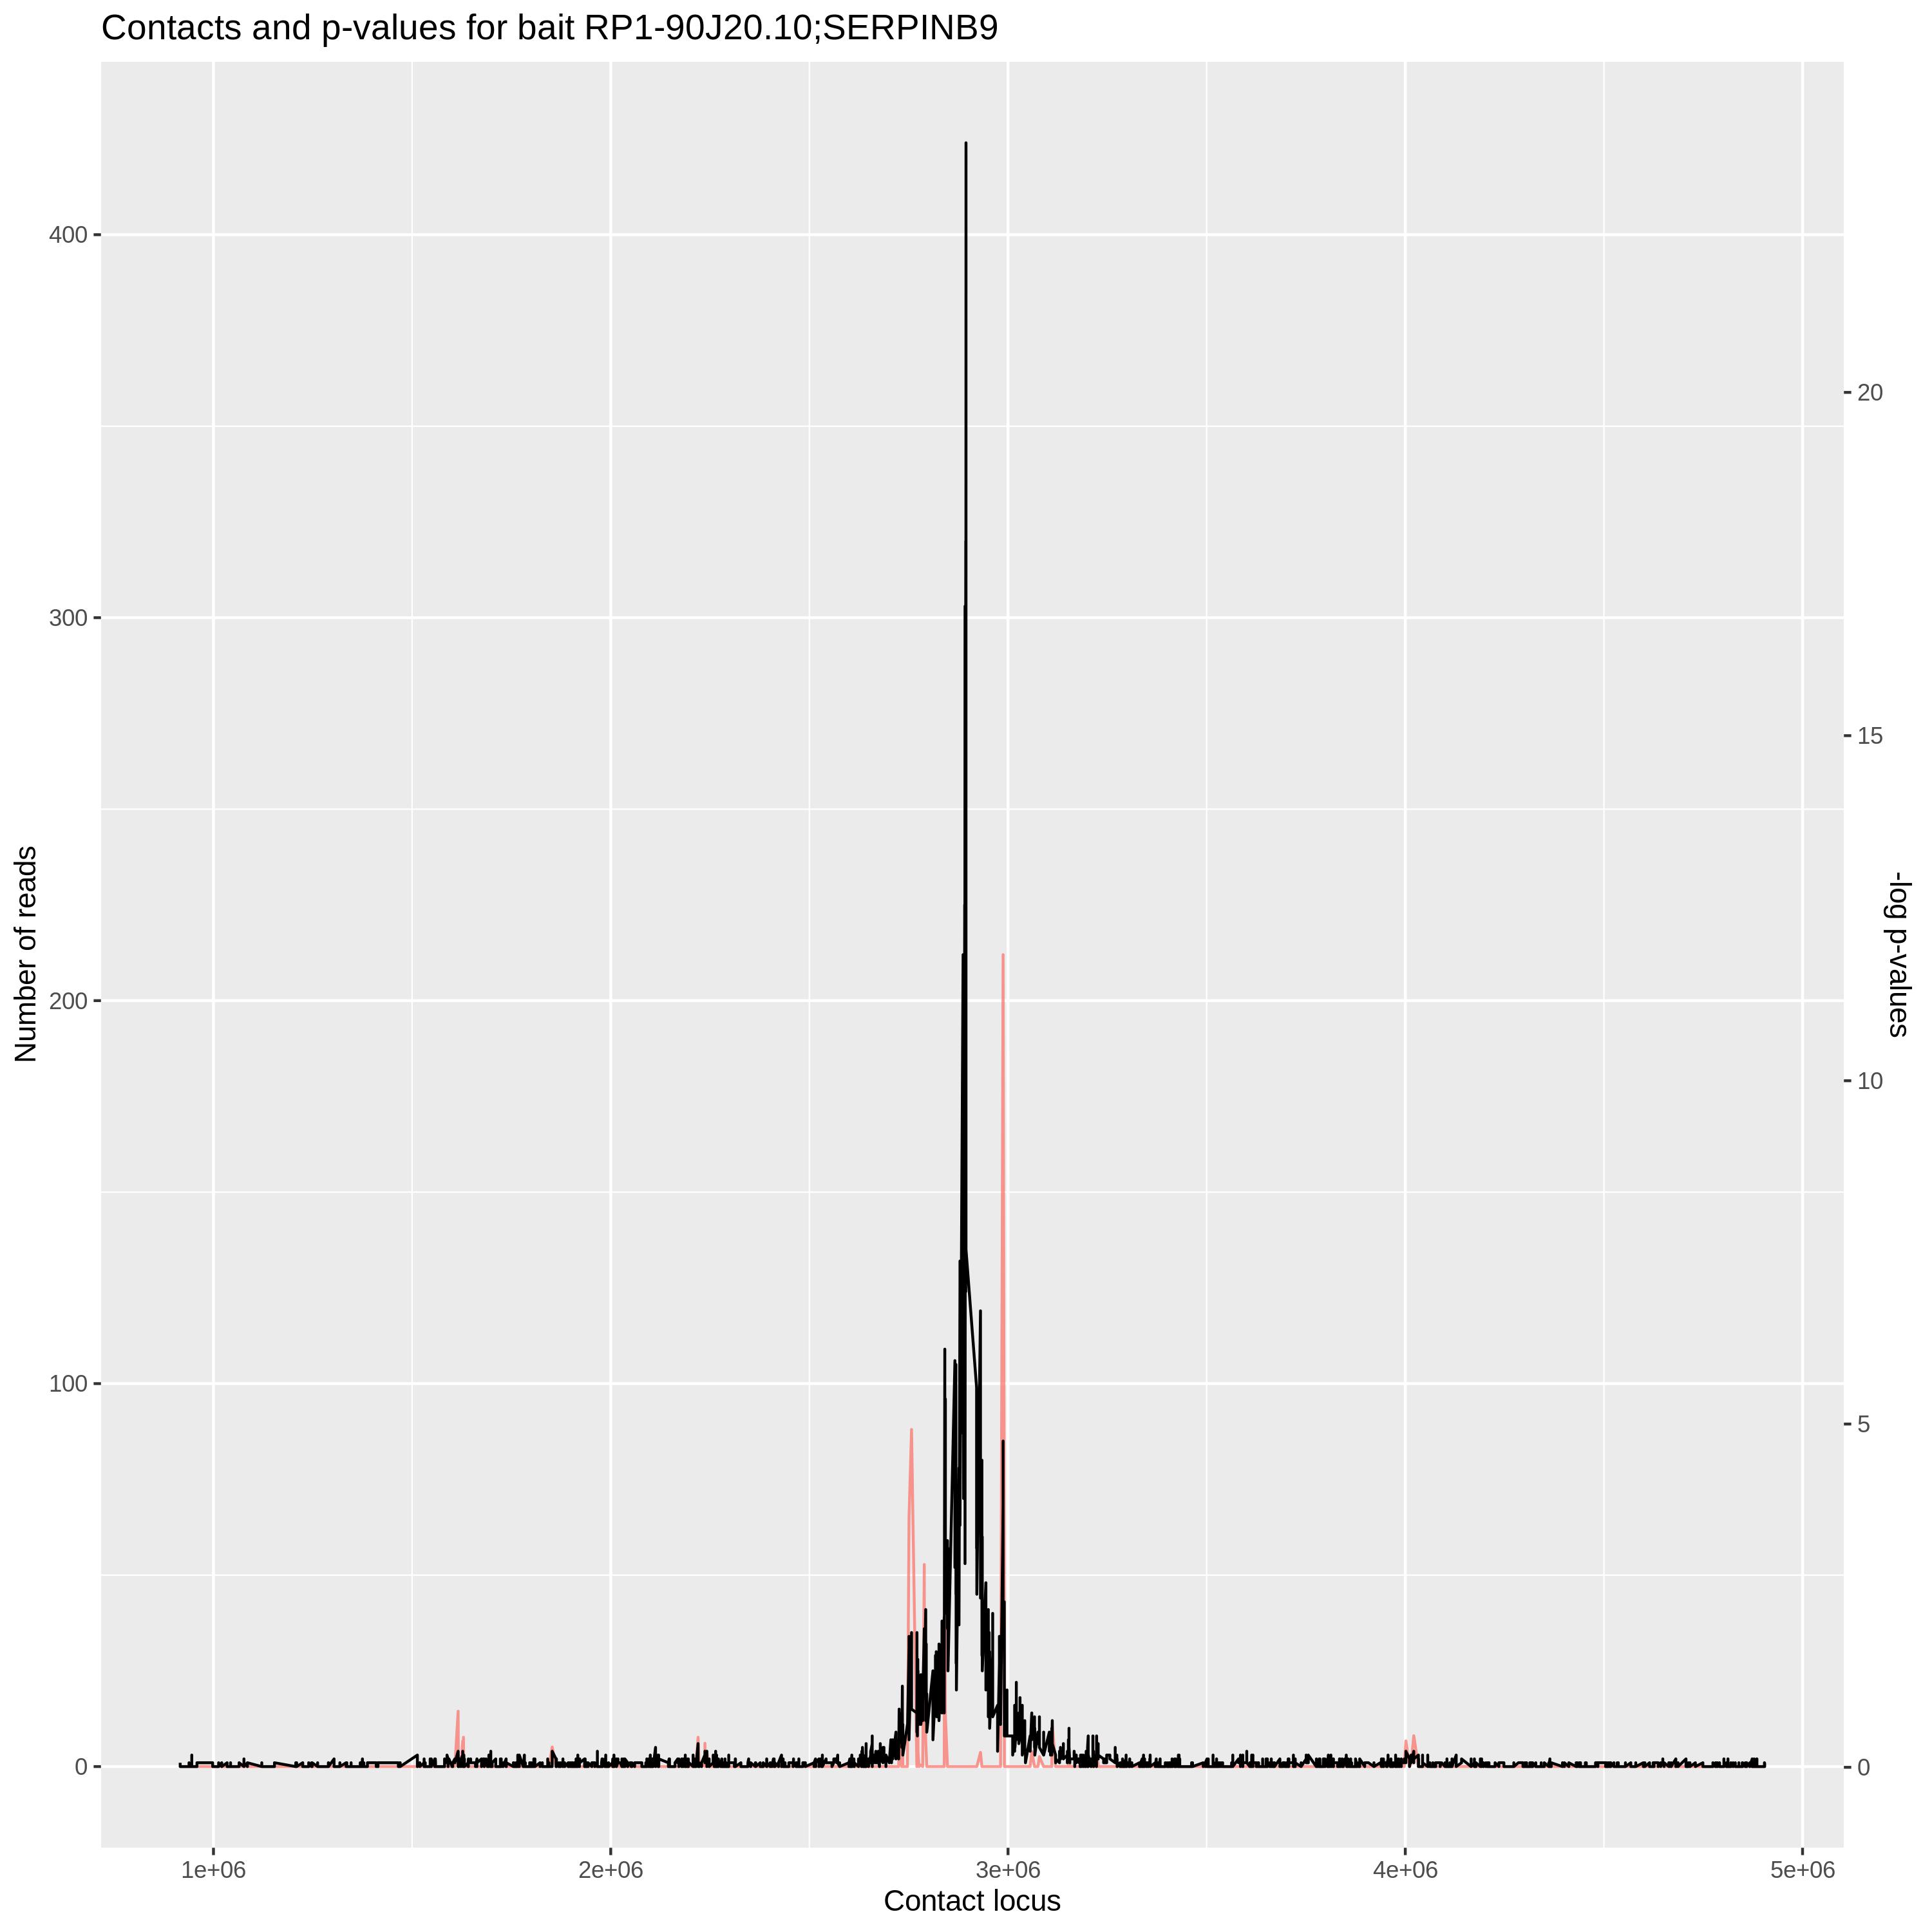 Contacts and p-values for bait RP1-90J20.10;SERPINB9
Number of reads
400
300
200
100
0
20
15
10
5
0
-log p-values
1e+06 2e+06 3e+06 4e+06 5e+06
Contact locus